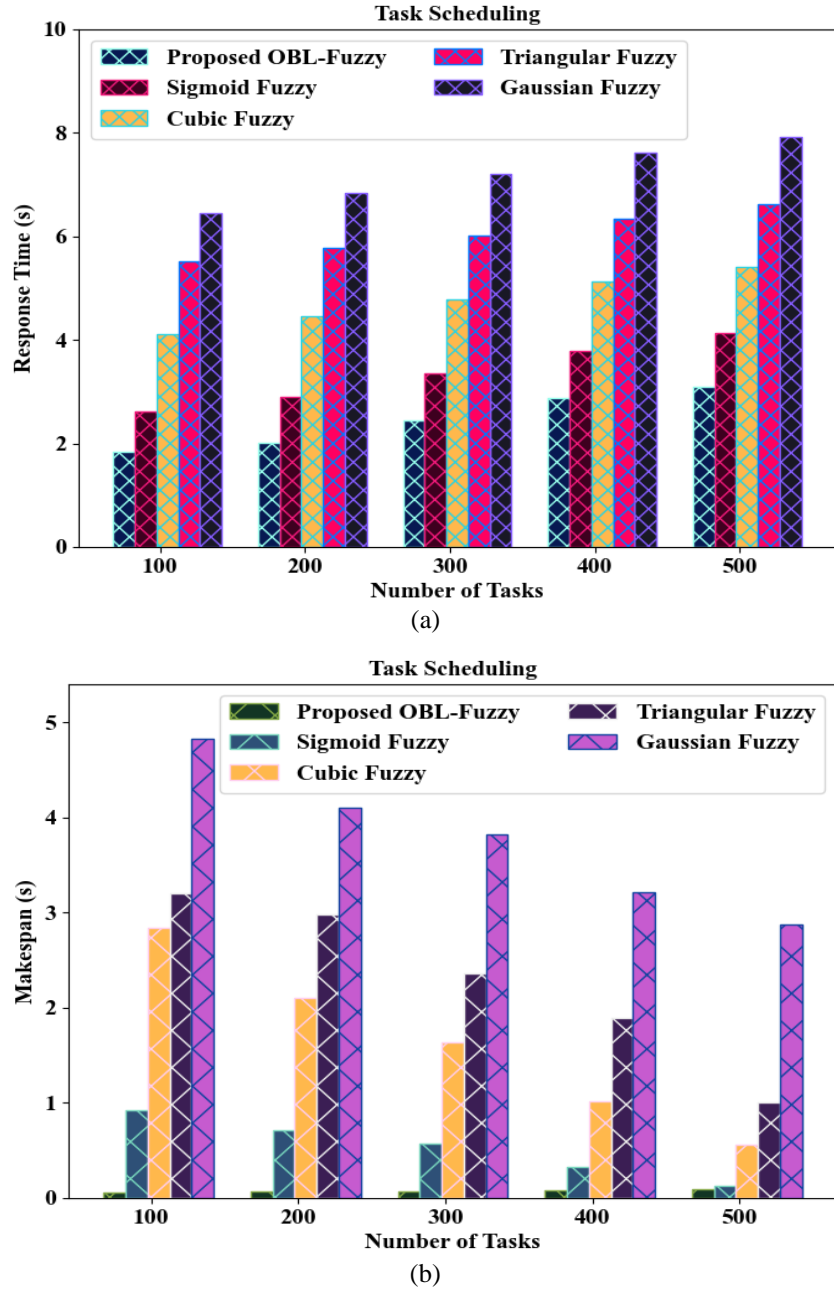 Task Scheduling
10
8
6
4
2
0
Response Time (s)
Proposed OBL-Fuzzy
Sigmoid Fuzzy
Cubic Fuzzy
Triangular Fuzzy
Gaussian Fuzzy
100 200 300 400 500
Number of Tasks
(a)
Task Scheduling
5
4
3
2
1
0
Makespan (s)
Proposed OBL-Fuzzy
Sigmoid Fuzzy
Cubic Fuzzy
Triangular Fuzzy
Gaussian Fuzzy
100 200 300 400 500
Number of Tasks
(b)